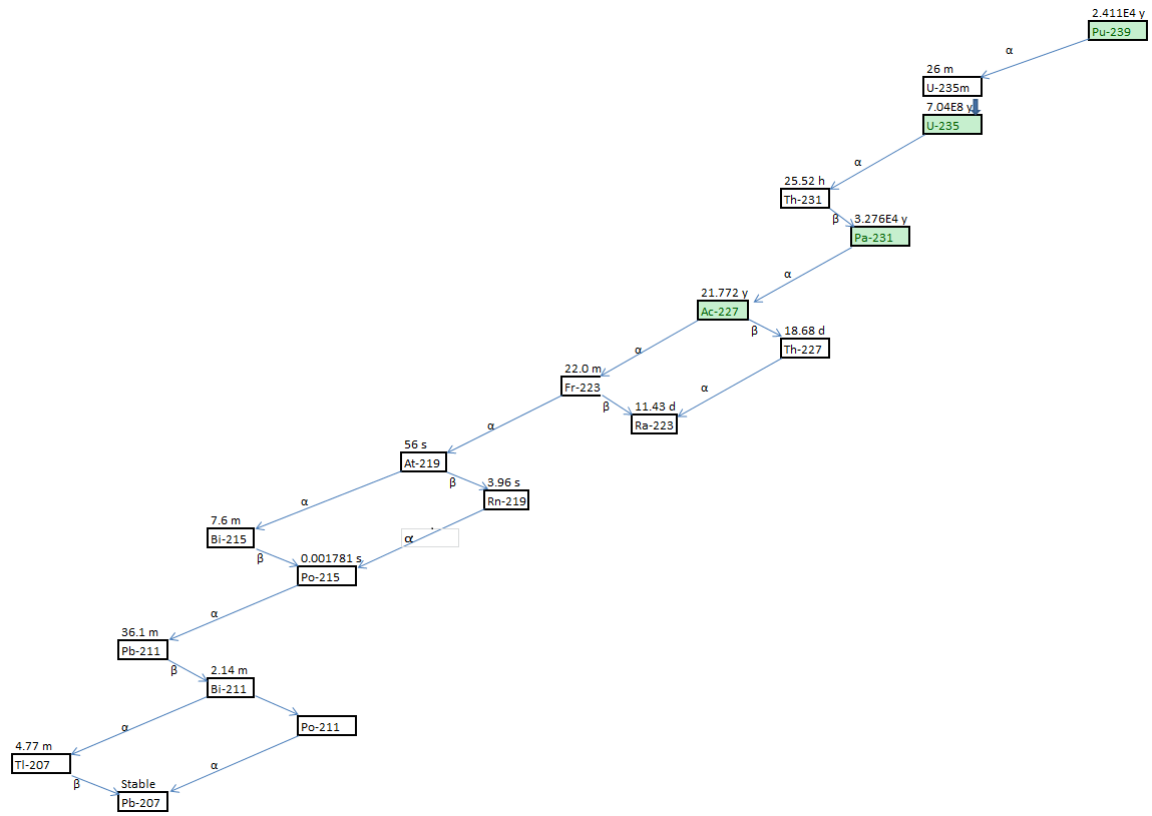 2.411E4 y
Pu-239
α
26 m
U-235m
7.04E8 y
U-235
α
25.52 h
Th-231
β
3.276E4 y
Pa-231
α
21.772 y
Ac-227
β
18.68 d
Th-227
α
α
22.0 m
Fr-223
β
11.43 d
Ra-223
α
56 s
At-219
β
3.96 s
Rn-219
α
α
7.6 m
Bi-215
β
0.001781 s
Po-215
α
36.1 m
Pb-211
β
2.14 m
Bi-211
Po-211
α
α
4.77 m
Tl-207
β
Stable
Pb-207